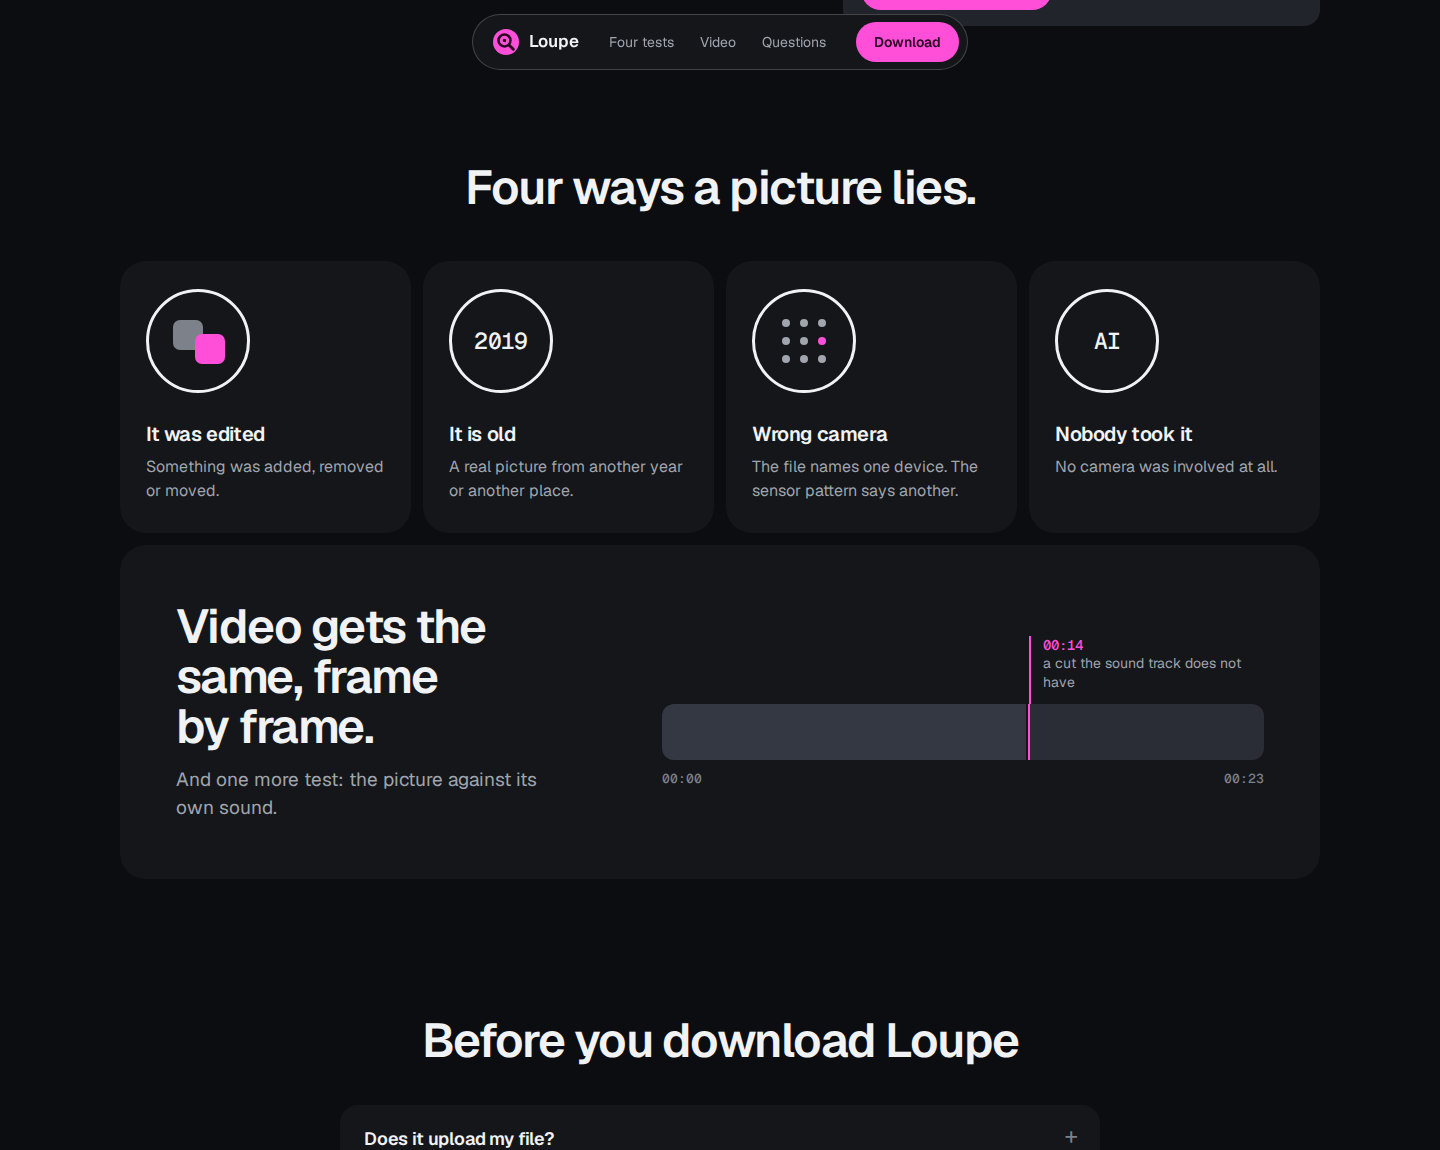 Loupe
Four tests
Video
Questions
Download
Four ways a picture lies.
2019
AI
It was edited
Something was added, removed
or moved.
It is old
A real picture from another year
or another place.
Wrong camera
The file names one device. The
sensor pattern says another.
Nobody took it
No camera was involved at all.
Video gets the
same, frame
by frame.
And one more test: the picture against its
own sound.
00:14
a cut the sound track does not
have
00:00
00:23
Before you download Loupe
Does it upload my file?
+